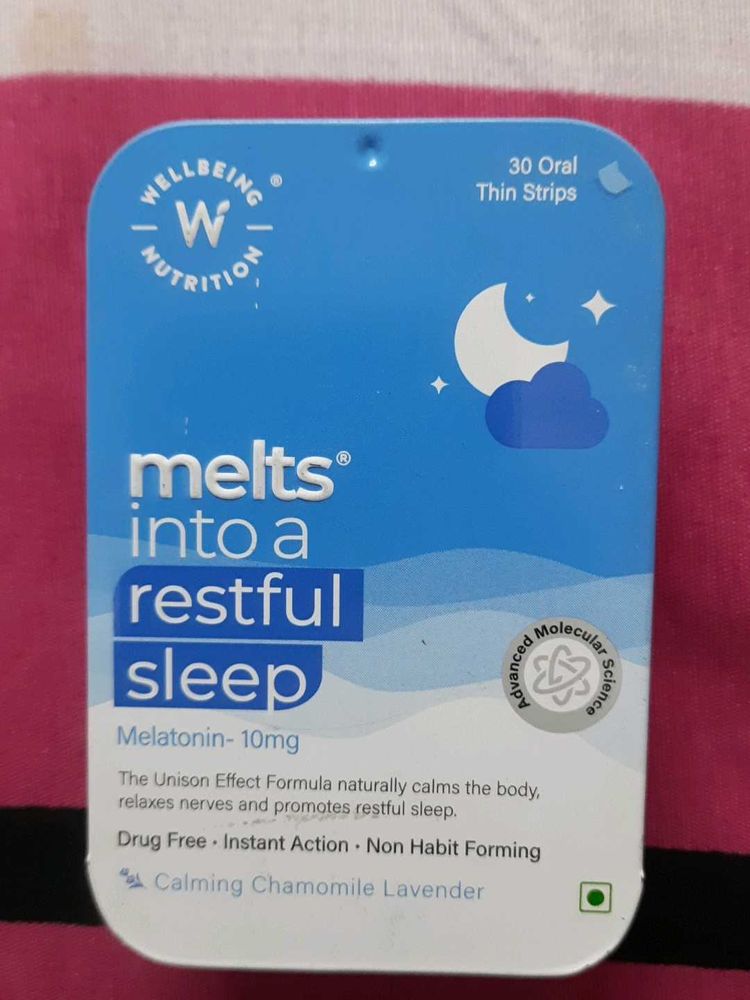 WELLBEING
W
NUTRITION
®
30 Oral
Thin Strips
melts®
into a
restful
sleep
Advanced Molecular Science
Melatonin- 10mg
The Unison Effect Formula naturally calms the body,
relaxes nerves and promotes restful sleep.
Drug Free · Instant Action · Non Habit Forming
Calming Chamomile Lavender